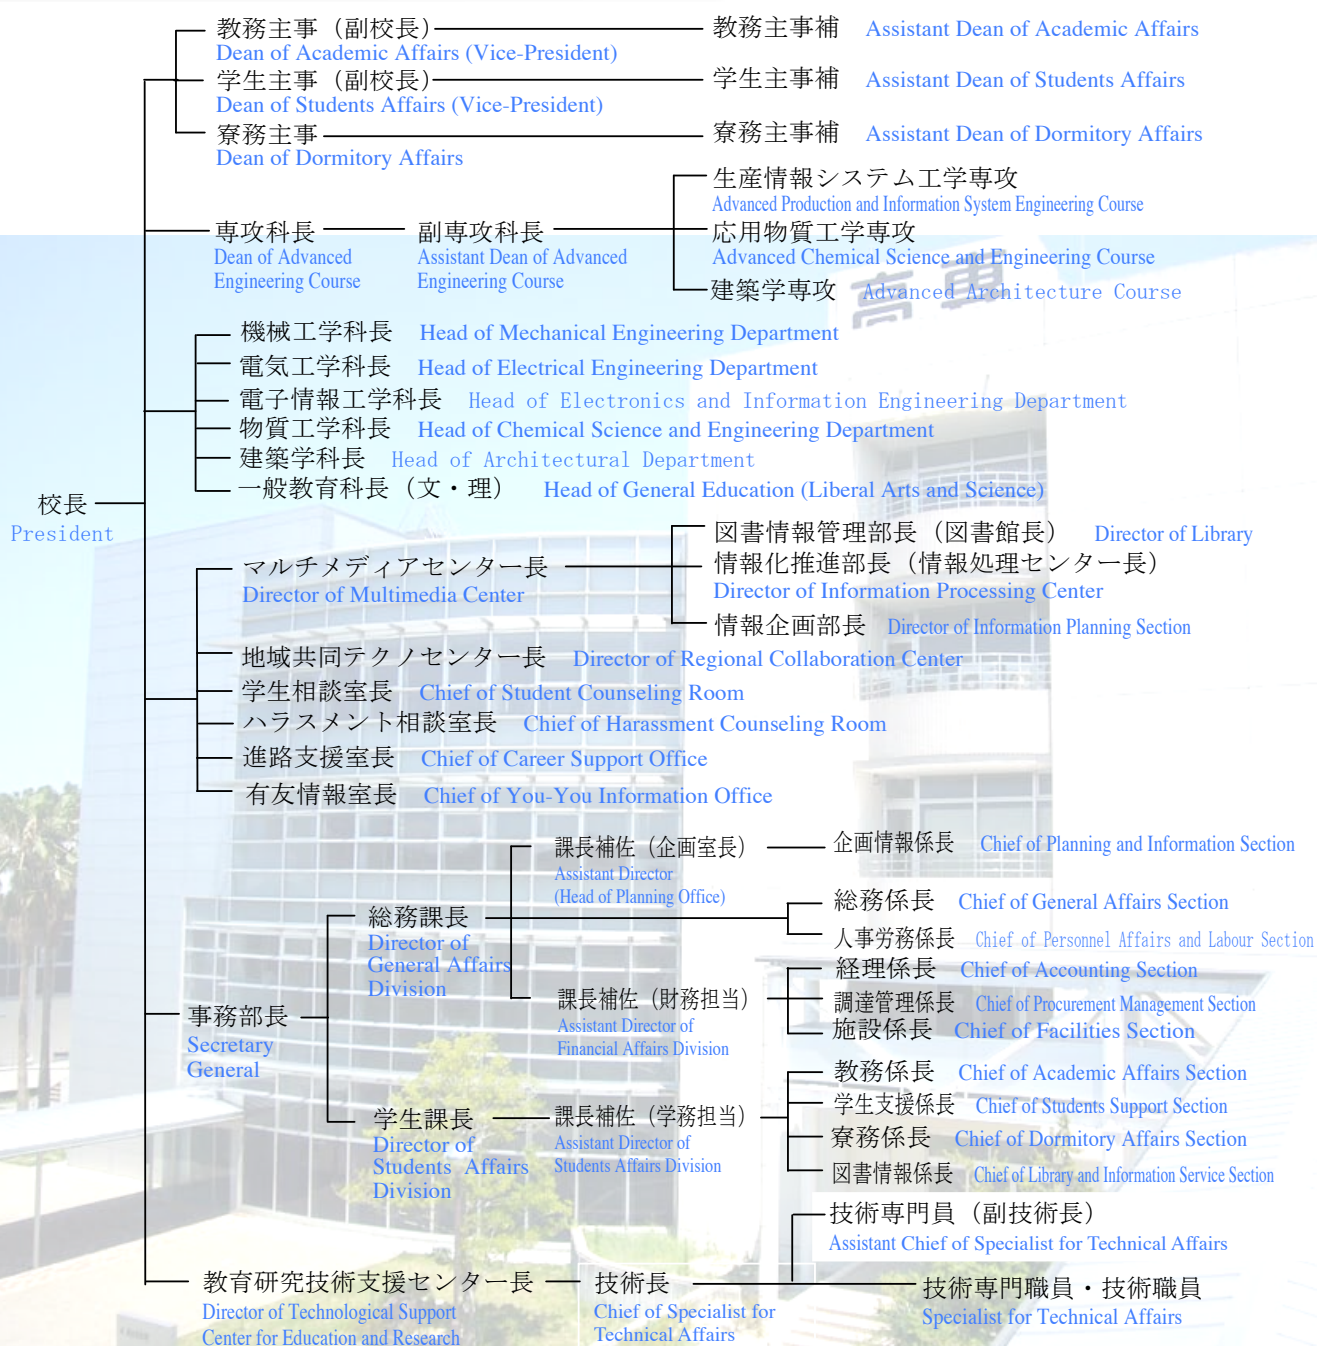 教務主事（副校長）
Dean of Academic Affairs (Vice-President)
教務主事補 Assistant Dean of Academic Affairs
学生主事（副校長）
Dean of Students Affairs (Vice-President)
学生主事補 Assistant Dean of Students Affairs
寮務主事
Dean of Dormitory Affairs
寮務主事補 Assistant Dean of Dormitory Affairs
専攻科長
Dean of Advanced
Engineering Course
副専攻科長
Assistant Dean of Advanced
Engineering Course
生産情報システム工学専攻
Advanced Production and Information System Engineering Course
応用物質工学専攻
Advanced Chemical Science and Engineering Course
建築学専攻 Advanced Architecture Course
高専
機械工学科長 Head of Mechanical Engineering Department
電気工学科長 Head of Electrical Engineering Department
電子情報工学科長 Head of Electronics and Information Engineering Department
物質工学科長 Head of Chemical Science and Engineering Department
建築学科長 Head of Architectural Department
一般教育科長（文・理） Head of General Education (Liberal Arts and Science)
校長
President
マルチメディアセンター長
Director of Multimedia Center
図書情報管理部長（図書館長） Director of Library
情報化推進部長（情報処理センター長）
Director of Information Processing Center
情報企画部長 Director of Information Planning Section
地域共同テクノセンター長 Director of Regional Collaboration Center
学生相談室長 Chief of Student Counseling Room
ハラスメント相談室長 Chief of Harassment Counseling Room
進路支援室長 Chief of Career Support Office
有友情報室長 Chief of You-You Information Office
事務部長
Secretary
General
総務課長
Director of
General Affairs
Division
課長補佐（企画室長）
Assistant Director
(Head of Planning Office)
企画情報係長 Chief of Planning and Information Section
総務係長 Chief of General Affairs Section
人事労務係長 Chief of Personnel Affairs and Labour Section
課長補佐（財務担当）
Assistant Director of
Financial Affairs Division
経理係長 Chief of Accounting Section
調達管理係長 Chief of Procurement Management Section
施設係長 Chief of Facilities Section
学生課長
Director of
Students Affairs
Division
課長補佐（学務担当）
Assistant Director of
Students Affairs Division
教務係長 Chief of Academic Affairs Section
学生支援係長 Chief of Students Support Section
寮務係長 Chief of Dormitory Affairs Section
図書情報係長 Chief of Library and Information Service Section
教育研究技術支援センター長
Director of Technological Support
Center for Education and Research
技術長
Chief of Specialist for
Technical Affairs
技術専門員（副技術長）
Assistant Chief of Specialist for Technical Affairs
技術専門職員・技術職員
Specialist for Technical Affairs